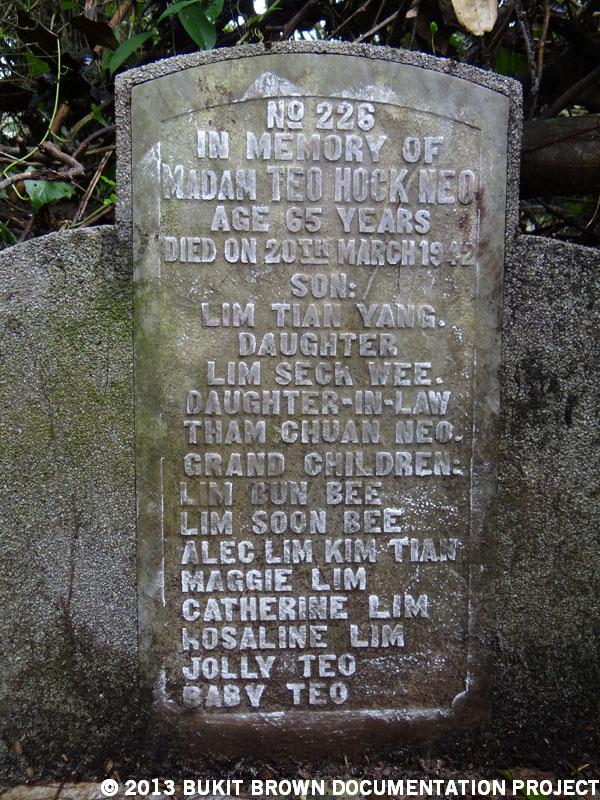 No 226
IN MEMORY OF
MADAM TEO HOCK NEO
AGE 65 YEARS
DIED ON 20TH MARCH 1942
SON:
LIM TIAN YANG.
DAUGHTER
LIM SECK WEE.
DAUGHTER-IN-LAW
THAM CHUAN NEO.
GRAND CHILDREN:
LIM BUN BEE
LIM SOON BEE
ALEC LIM KIM TIAN
MAGGIE LIM
CATHERINE LIM
ROSALINE LIM
JOLLY TEO
BABY TEO
© 2013 BUKIT BROWN DOCUMENTATION PROJECT